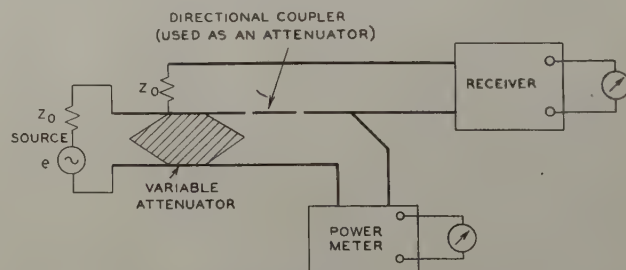 DIRECTIONAL COUPLER
(USED AS AN ATTENUATOR)
Z₀
RECEIVER
Z₀
SOURCE
e
VARIABLE
ATTENUATOR
POWER
METER